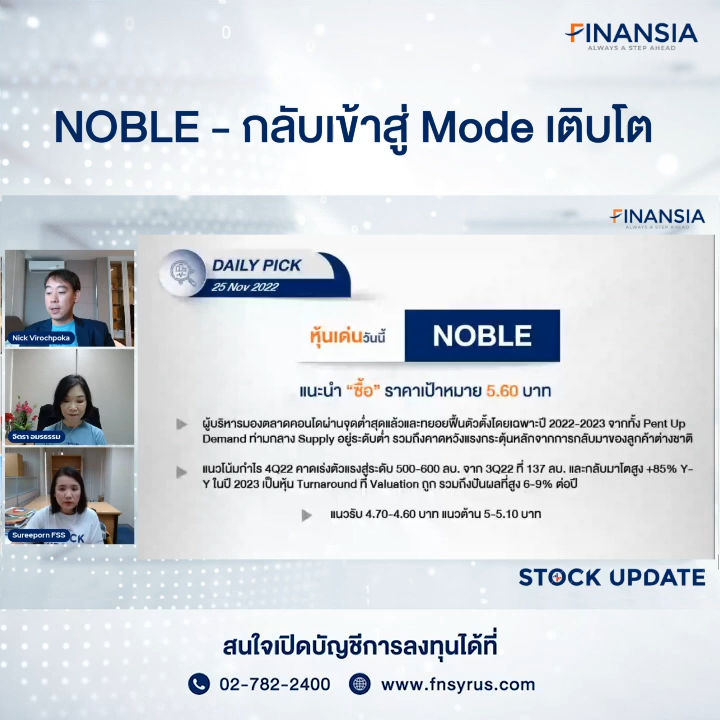 FINANSIA
ALWAYS A STEP AHEAD
NOBLE - กลับเข้าสู่ Mode เติบโต
FINANSIA
ALWAYS A STEP AHEAD
DAILY PICK
25 Nov 2022
หุ้นเด่นวันนี้
NOBLE
แนะนำ “ซื้อ” ราคาเป้าหมาย 5.60 บาท
ผู้บริหารมองตลาดคอนโดผ่านจุดต่ำสุดแล้วและทยอยฟื้นตัวตั้งโดยเฉพาะปี 2022-2023 จากทั้ง Pent Up
Demand ท่ามกลาง Supply อยู่ระดับต่ำ รวมถึงคาดหวังแรงกระตุ้นหลักจากการกลับมาของลูกค้าต่างชาติ
แนวโน้มกำไร 4Q22 คาดเร่งตัวแรงสู่ระดับ 500-600 ลบ. จาก 3Q22 ที่ 137 ลบ. และกลับมาโตสูง +85% Y-
Y ในปี 2023 เป็นหุ้น Turnaround ที่ Valuation ถูก รวมถึงปันผลที่สูง 6-9% ต่อปี
แนวรับ 4.70-4.60 บาท แนวต้าน 5-5.10 บาท
Nick Virochpoka
จิตรา อมรธรรม
Sureeporn FSS
STOCK UPDATE
สนใจเปิดบัญชีการลงทุนได้ที่
02-782-2400 www.fnsyrus.com